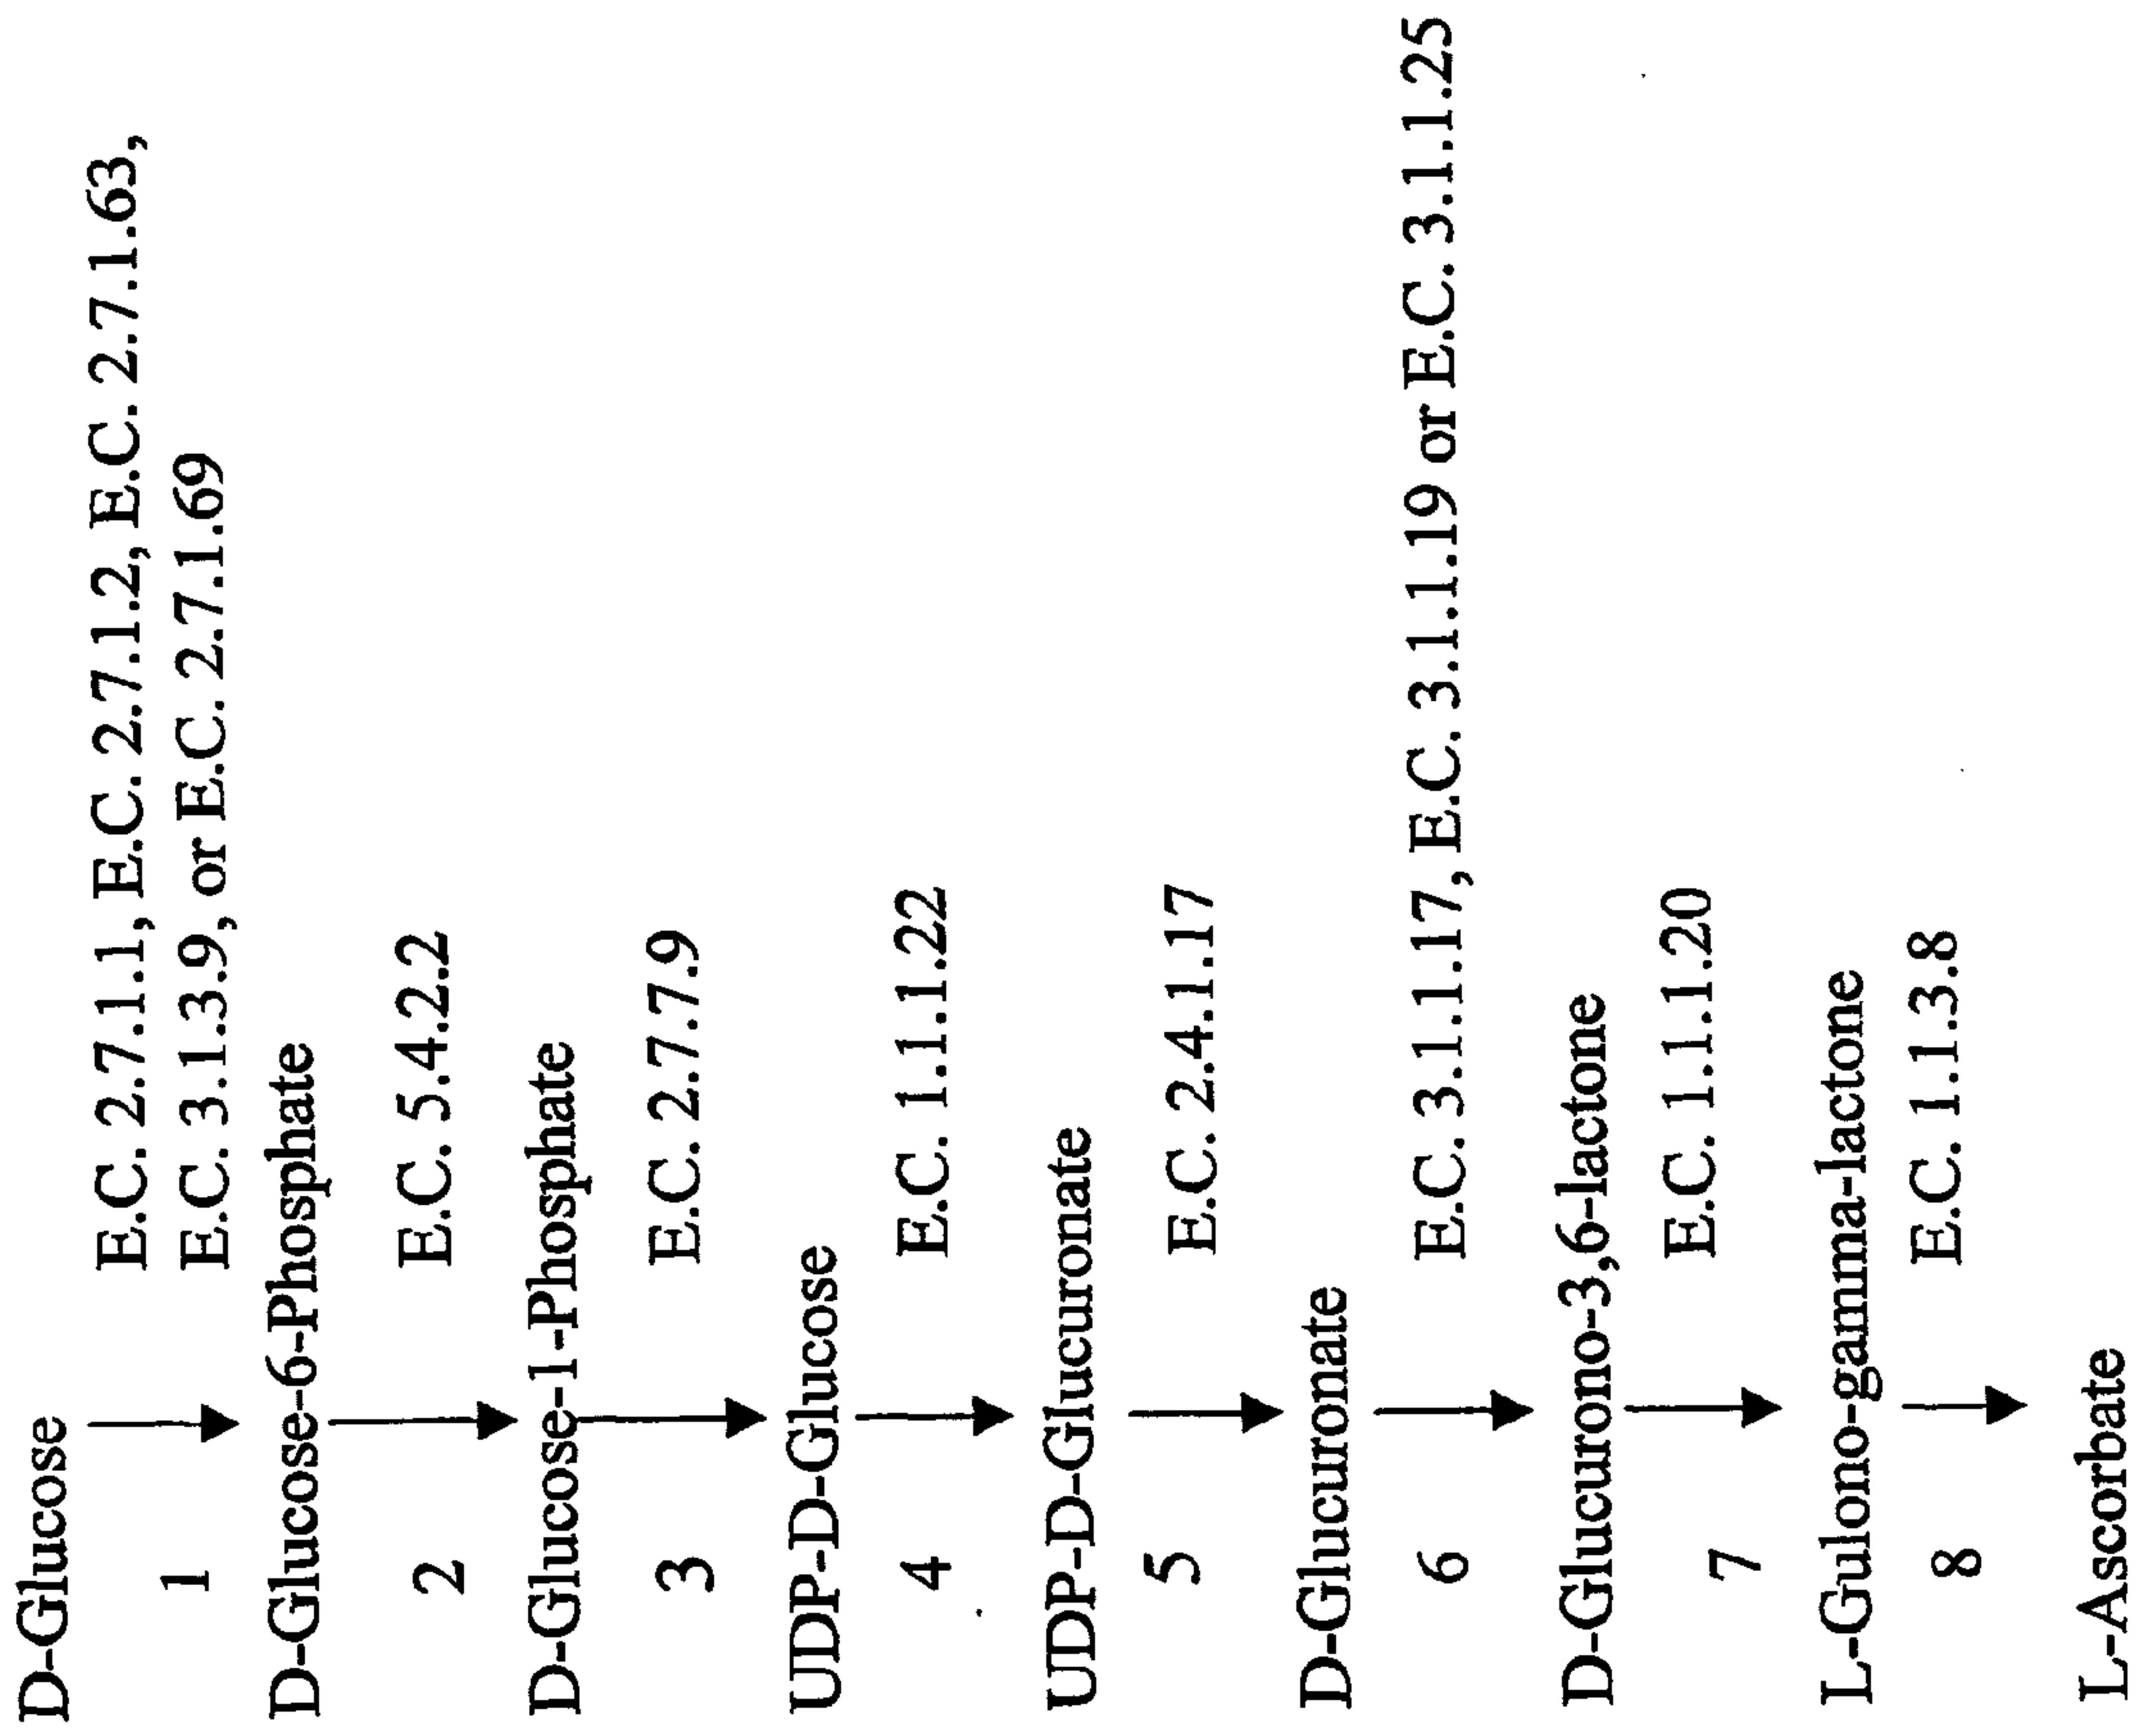 D-Glucose
1 E.C. 2.7.1.1, E.C. 2.7.1.2, E.C. 2.7.1.63,
E.C. 3.1.3.9, or E.C. 2.7.1.69
D-Glucose-6-Phosphate
2 E.C. 5.4.2.2
D-Glucose-1-Phosphate
3 E.C. 2.7.7.9
UDP-D-Glucose
4 E.C. 1.1.1.22
UDP-D-Glucuronate
5 E.C. 2.4.1.17
D-Glucuronate
6 E.C. 3.1.1.17, E.C. 3.1.1.19 or E.C. 3.1.1.25
D-Glucurono-3,6-lactone
7 E.C. 1.1.1.20
L-Gulono-gamma-lactone
8 E.C. 1.1.3.8
L-Ascorbate